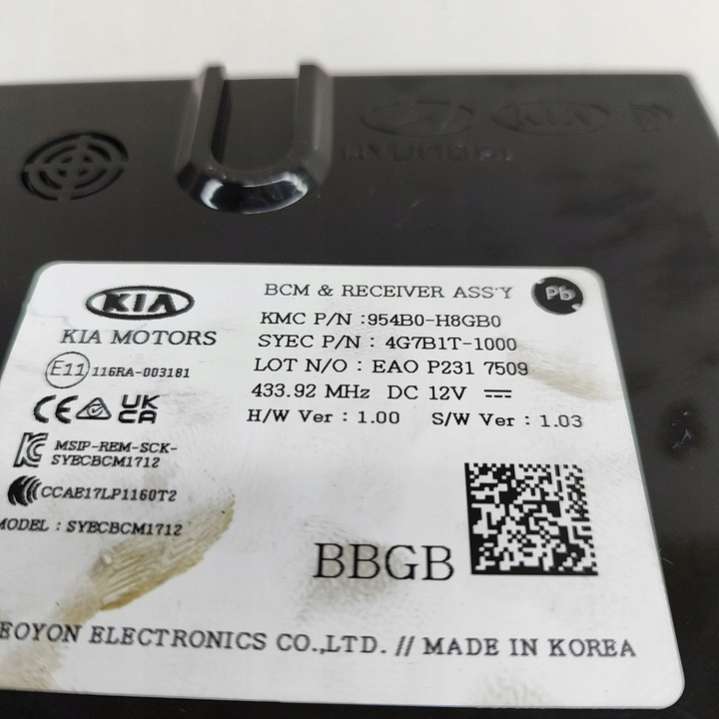 HYUNDAI
KIA
KIA
KIA MOTORS
BCM & RECEIVER ASS'Y
Pb
KMC P/N : 954B0-H8GB0
SYEC P/N : 4G7B1T-1000
LOT N/O : EAO P231 7509
433.92 MHz DC 12V
H/W Ver : 1.00 S/W Ver : 1.03
E11 116RA-003181
CE UK CA
MSIP-REM-SCK-
SYECBCM1712
CCAE17LP1160T2
MODEL : SYECBCM1712
BBGB
EOYON ELECTRONICS CO.,LTD. // MADE IN KOREA